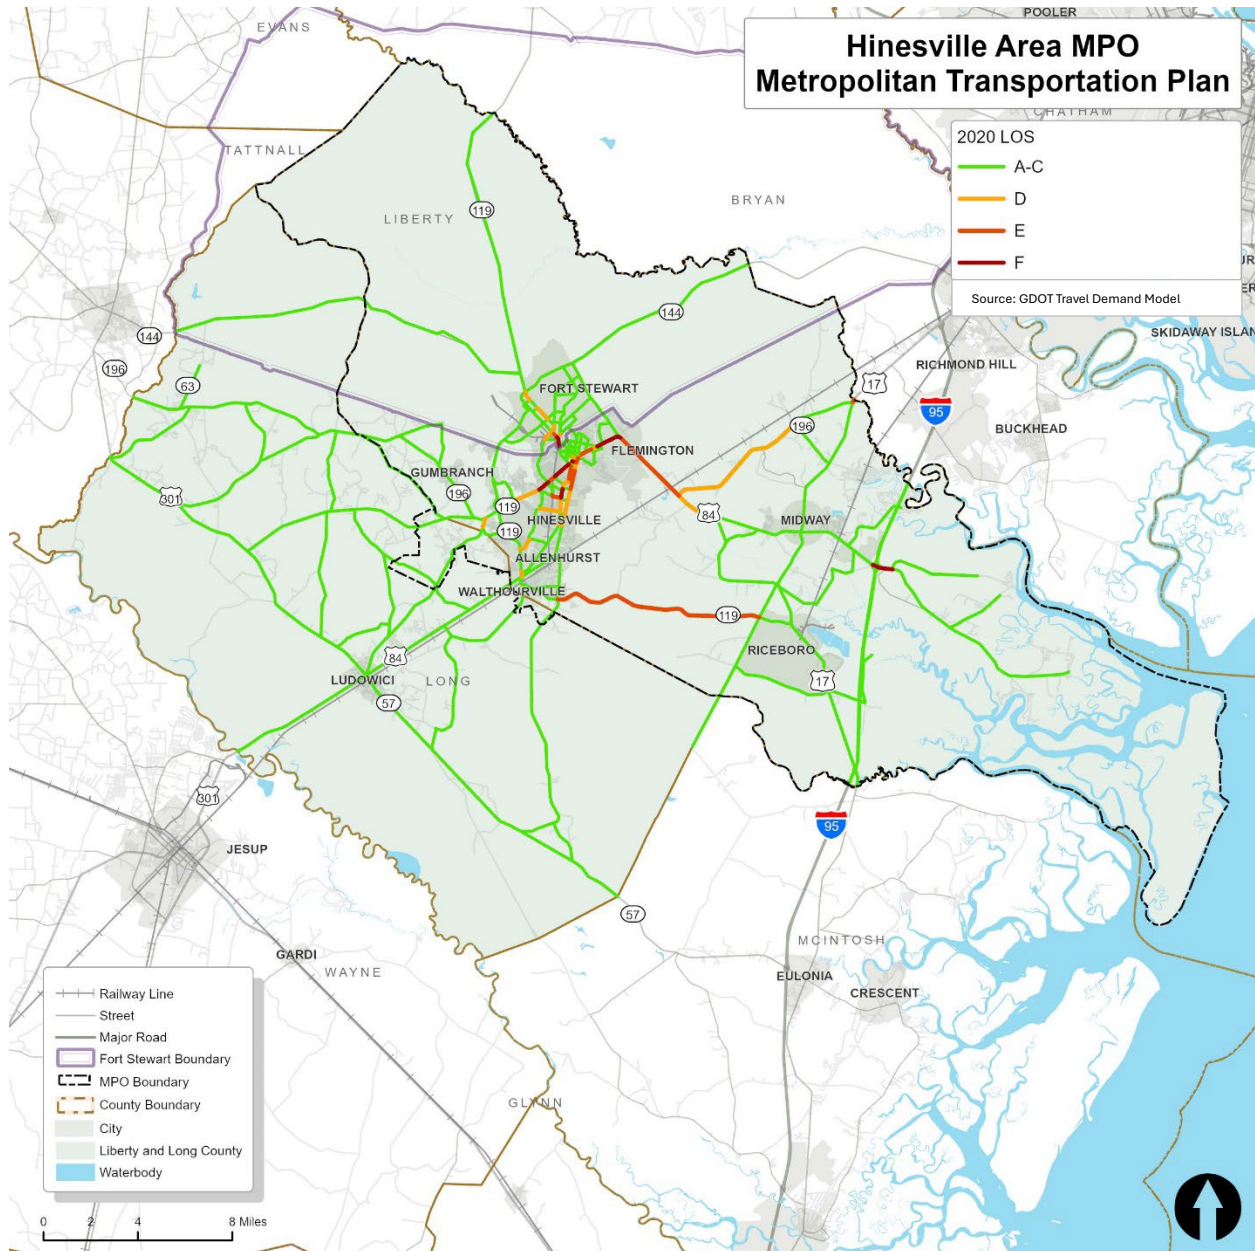 EVANS
POOLER
Hinesville Area MPO
Metropolitan Transportation Plan
CHATHAM
2020 LOS
A-C
D
E
F
Source: GDOT Travel Demand Model
TATTNALL
LIBERTY
119
BRYAN
144
144
196
63
SKIDAWAY ISLAN
RICHMOND HILL
17
95
BUCKHEAD
FORT STEWART
196
FLEMINGTON
GUMBRANCH
196
301
119
84
HINESVILLE
MIDWAY
119
ALLENHURST
WALTHOURVILLE
119
RICEBORO
84
LUDOWICI
LONG
17
57
301
95
JESUP
57
MCINTOSH
GARDI
WAYNE
EULONIA
CRESCENT
GLYNN
Railway Line
Street
Major Road
Fort Stewart Boundary
MPO Boundary
County Boundary
City
Liberty and Long County
Waterbody
0 2 4 8 Miles